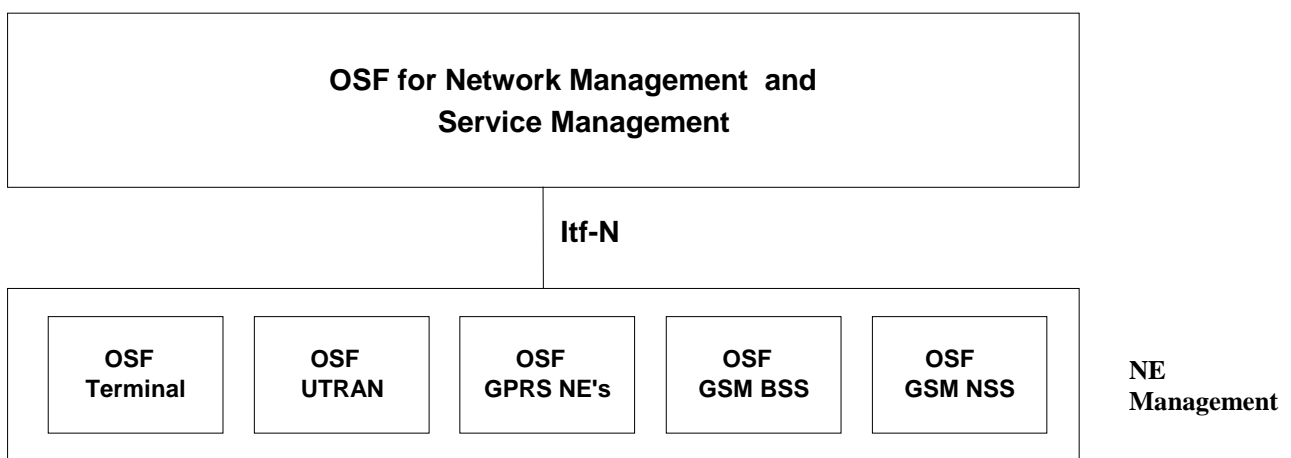 OSF for Network Management and
Service Management
Itf-N
OSF
Terminal
OSF
UTRAN
OSF
GPRS NE's
OSF
GSM BSS
OSF
GSM NSS
NE
Management